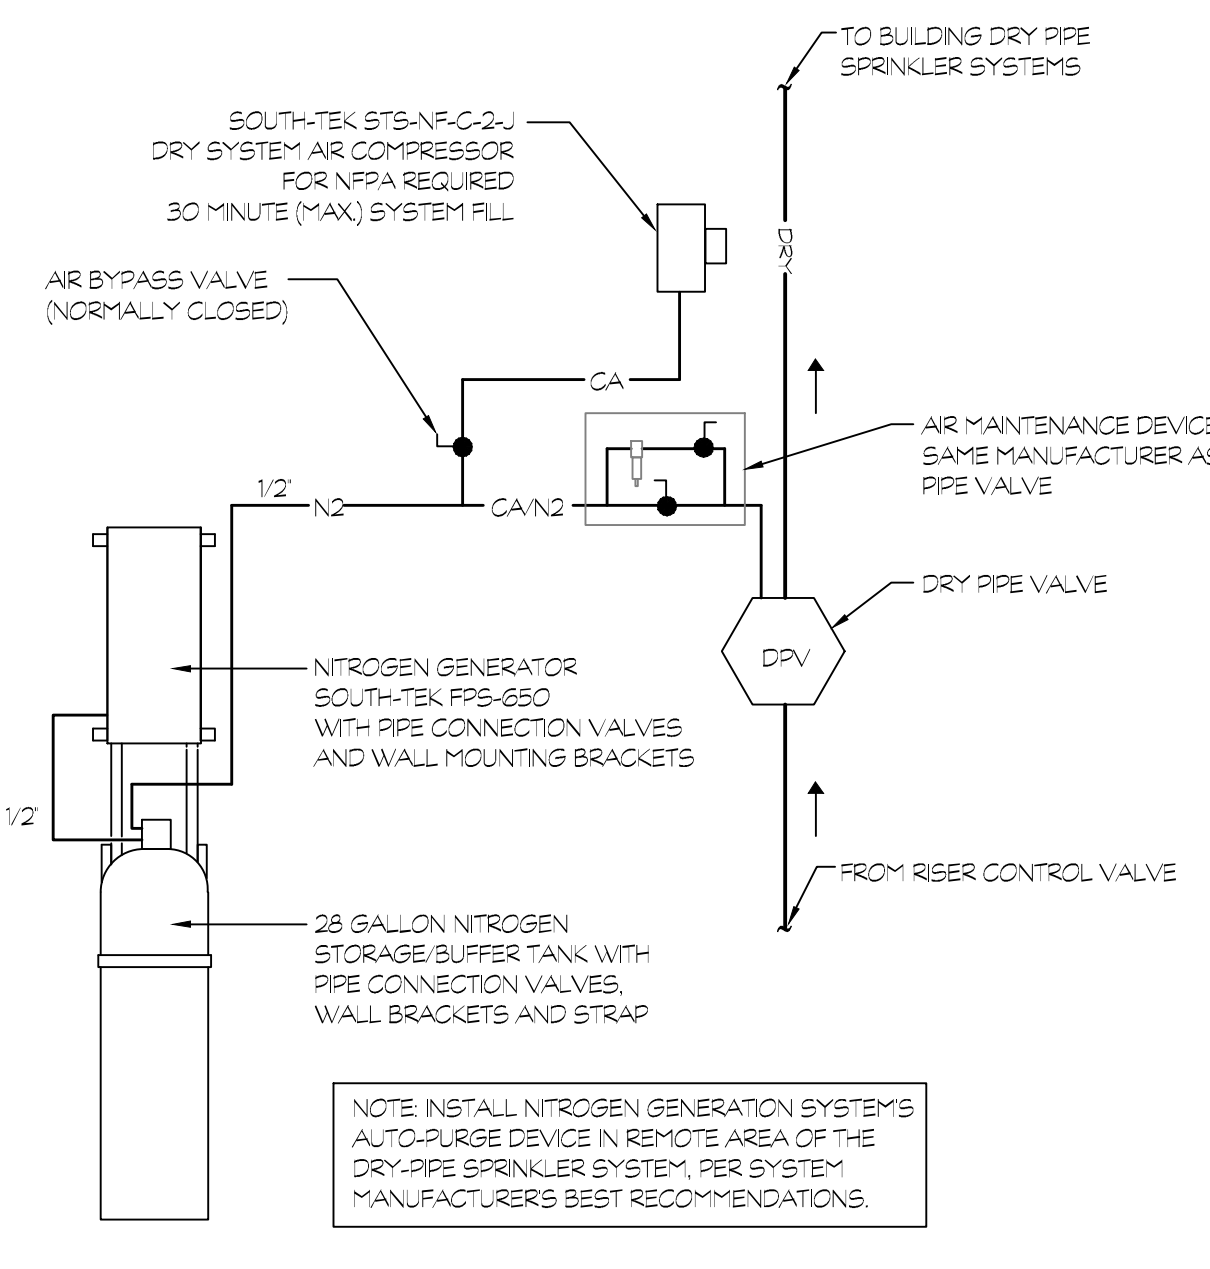 TO BUILDING DRY PIPE
SPRINKLER SYSTEMS
SOUTH-TEK STS-NF-C-2-J
DRY SYSTEM AIR COMPRESSOR
FOR NFPA REQUIRED
30 MINUTE (MAX.) SYSTEM FILL
DRY
AIR BYPASS VALVE
(NORMALLY CLOSED)
CA
AIR MAINTENANCE DEVICE
SAME MANUFACTURER AS
PIPE VALVE
1/2"
N2
CA/N2
DRY PIPE VALVE
DPV
NITROGEN GENERATOR
SOUTH-TEK FPS-650
WITH PIPE CONNECTION VALVES
AND WALL MOUNTING BRACKETS
1/2"
FROM RISER CONTROL VALVE
28 GALLON NITROGEN
STORAGE/BUFFER TANK WITH
PIPE CONNECTION VALVES,
WALL BRACKETS AND STRAP
NOTE: INSTALL NITROGEN GENERATION SYSTEM'S
AUTO-PURGE DEVICE IN REMOTE AREA OF THE
DRY-PIPE SPRINKLER SYSTEM, PER SYSTEM
MANUFACTURER'S BEST RECOMMENDATIONS.